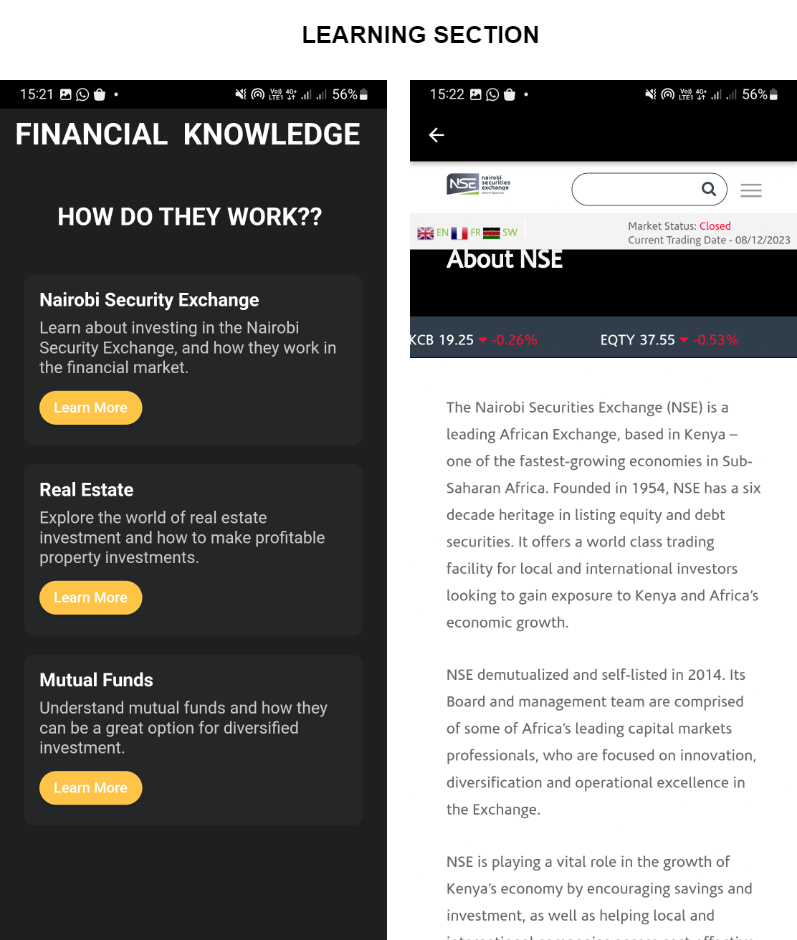 LEARNING SECTION
15:21
56%
FINANCIAL KNOWLEDGE
HOW DO THEY WORK??
Nairobi Security Exchange
Learn about investing in the Nairobi
Security Exchange, and how they work in
the financial market.
Learn More
Real Estate
Explore the world of real estate
investment and how to make profitable
property investments.
Learn More
Mutual Funds
Understand mutual funds and how they
can be a great option for diversified
investment.
Learn More
15:22
56%
NSE nairobi
securities
exchange
EN FR SW
Market Status: Closed
Current Trading Date - 08/12/2023
About NSE
KCB 19.25 -0.26% EQTY 37.55 -0.53%
The Nairobi Securities Exchange (NSE) is a
leading African Exchange, based in Kenya –
one of the fastest-growing economies in Sub-
Saharan Africa. Founded in 1954, NSE has a six
decade heritage in listing equity and debt
securities. It offers a world class trading
facility for local and international investors
looking to gain exposure to Kenya and Africa’s
economic growth.
NSE demutualized and self-listed in 2014. Its
Board and management team are comprised
of some of Africa’s leading capital markets
professionals, who are focused on innovation,
diversification and operational excellence in
the Exchange.
NSE is playing a vital role in the growth of
Kenya’s economy by encouraging savings and
investment, as well as helping local and